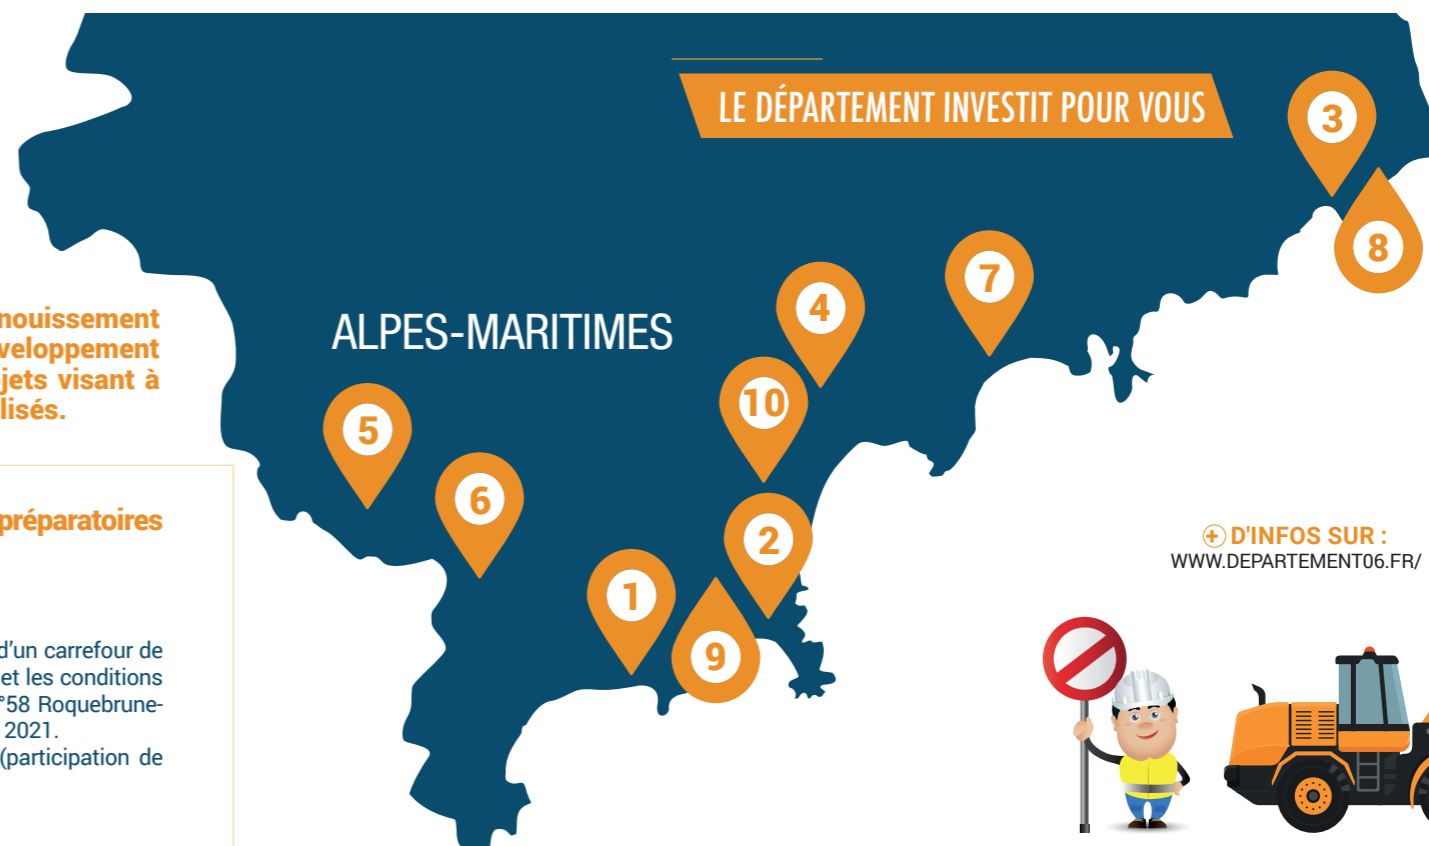 LE DÉPARTEMENT INVESTIT POUR VOUS
3
8
7
4
ALPES-MARITIMES
10
5
6
2
1
9
nouissement
veloppement
jets visant à
lisés.
préparatoires
d'un carrefour de
et les conditions
°58 Roquebrune-
2021.
(participation de
+ D'INFOS SUR :
WWW.DEPARTEMENT06.FR/